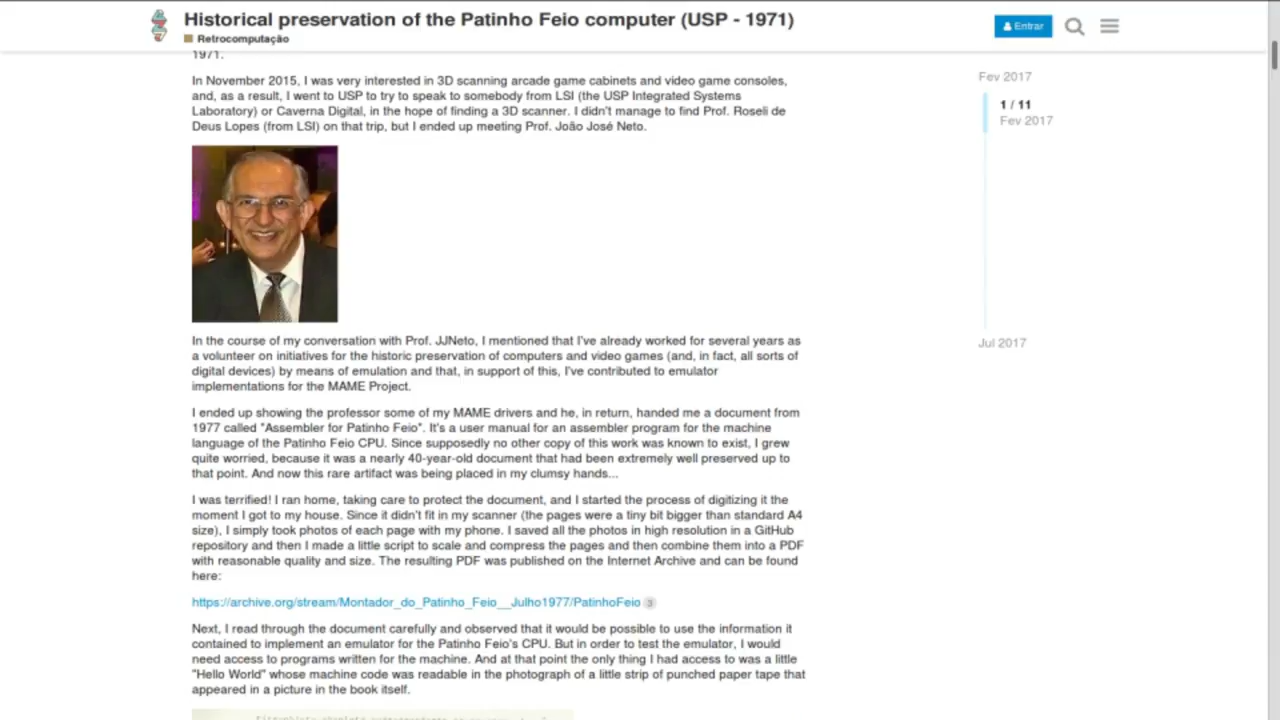 Historical preservation of the Patinho Feio computer (USP - 1971)
Retrocomputação
Entrar
1971.
In November 2015, I was very interested in 3D scanning arcade game cabinets and video game consoles,
and, as a result, I went to USP to try to speak to somebody from LSI (the USP Integrated Systems
Laboratory) or Caverna Digital, in the hope of finding a 3D scanner. I didn't manage to find Prof. Roseli de
Deus Lopes (from LSI) on that trip, but I ended up meeting Prof. João José Neto.
In the course of my conversation with Prof. JJNeto, I mentioned that I've already worked for several years as
a volunteer on initiatives for the historic preservation of computers and video games (and, in fact, all sorts of
digital devices) by means of emulation and that, in support of this, I've contributed to emulator
implementations for the MAME Project.
I ended up showing the professor some of my MAME drivers and he, in return, handed me a document from
1977 called "Assembler for Patinho Feio". It's a user manual for an assembler program for the machine
language of the Patinho Feio CPU. Since supposedly no other copy of this work was known to exist, I grew
quite worried, because it was a nearly 40-year-old document that had been extremely well preserved up to
that point. And now this rare artifact was being placed in my clumsy hands...
I was terrified! I ran home, taking care to protect the document, and I started the process of digitizing it the
moment I got to my house. Since it didn't fit in my scanner (the pages were a tiny bit bigger than standard A4
size), I simply took photos of each page with my phone. I saved all the photos in high resolution in a GitHub
repository and then I made a little script to scale and compress the pages and then combine them into a PDF
with reasonable quality and size. The resulting PDF was published on the Internet Archive and can be found
here:
https://archive.org/stream/Montador_do_Patinho_Feio__Julho1977/PatinhoFeio 3
Next, I read through the document carefully and observed that it would be possible to use the information it
contained to implement an emulator for the Patinho Feio's CPU. But in order to test the emulator, I would
need access to programs written for the machine. And at that point the only thing I had access to was a little
"Hello World" whose machine code was readable in the photograph of a little strip of punched paper tape that
appeared in a picture in the book itself.
Fev 2017
1 / 11
Fev 2017
Jul 2017